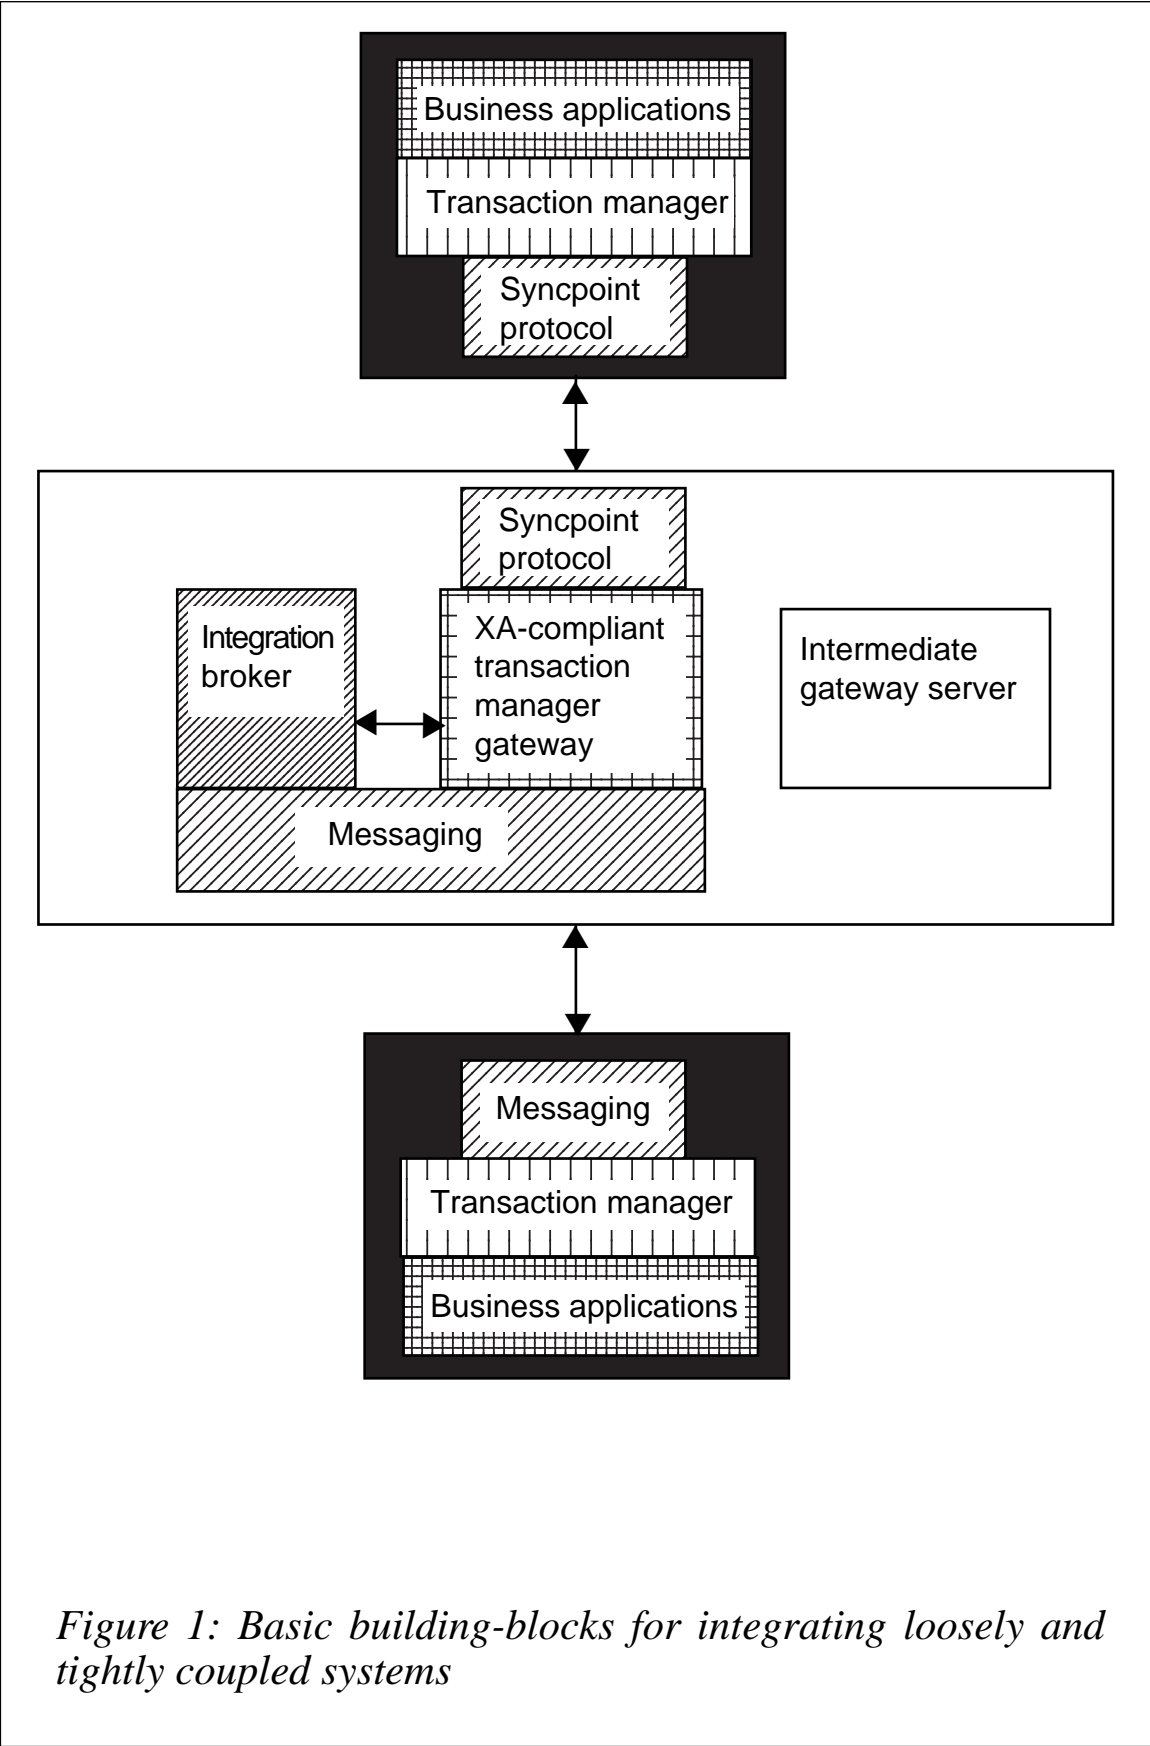 Business applications
Transaction manager
Syncpoint
protocol
Syncpoint
protocol
Integration
broker
XA-compliant
transaction
manager
gateway
Intermediate
gateway server
Messaging
Messaging
Transaction manager
Business applications
Figure 1: Basic building-blocks for integrating loosely and
tightly coupled systems